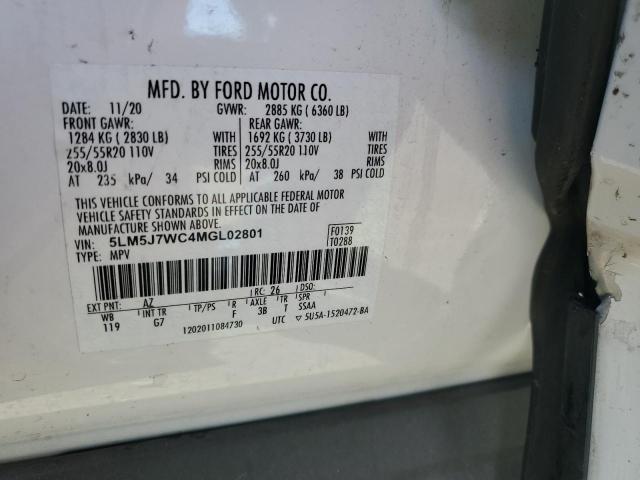 MFD. BY FORD MOTOR CO.
DATE: 11/20 GVWR: 2885 KG ( 6360 LB)
FRONT GAWR: REAR GAWR:
1284 KG ( 2830 LB) WITH 1692 KG ( 3730 LB) WITH
255/55R20 110V TIRES 255/55R20 110V TIRES
20x8.0J RIMS 20x8.0J RIMS
AT 235 kPa/ 34 PSI COLD AT 260 kPa/ 38 PSI COLD
THIS VEHICLE CONFORMS TO ALL APPLICABLE FEDERAL MOTOR
VEHICLE SAFETY STANDARDS IN EFFECT ON THE DATE OF
MANUFACTURE SHOWN ABOVE.
VIN: 5LM5J7WC4MGL02801 F0139
TYPE: MPV T0288
EXT PNT: AZ RC: 26 DSO:
WB INT TR TP/PS R AXLE TR SPR
119 G7 F 3B T SSAA
1202011084730 UTC ▽ 5U5A-1520472-BA